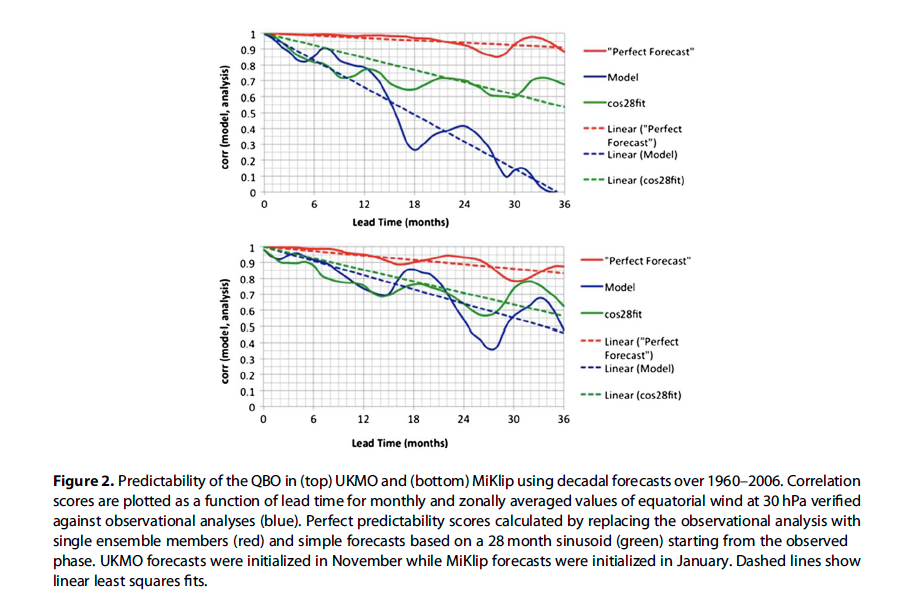 1
0.9
0.8
0.7
0.6
0.5
0.4
0.3
0.2
0.1
0
corr (model, analysis)
0 6 12 18 24 30 36
Lead Time (months)
"Perfect Forecast"
Model
cos28fit
Linear ("Perfect
Forecast")
Linear (Model)
Linear (cos28fit)
1
0.9
0.8
0.7
0.6
0.5
0.4
0.3
0.2
0.1
0
corr (model, analysis)
0 6 12 18 24 30 36
Lead Time (months)
"Perfect Forecast"
Model
cos28fit
Linear ("Perfect
Forecast")
Linear (Model)
Linear (cos28fit)
Figure 2. Predictability of the QBO in (top) UKMO and (bottom) MiKlip using decadal forecasts over 1960–2006. Correlation
scores are plotted as a function of lead time for monthly and zonally averaged values of equatorial wind at 30 hPa verified
against observational analyses (blue). Perfect predictability scores calculated by replacing the observational analysis with
single ensemble members (red) and simple forecasts based on a 28 month sinusoid (green) starting from the observed
phase. UKMO forecasts were initialized in November while MiKlip forecasts were initialized in January. Dashed lines show
linear least squares fits.